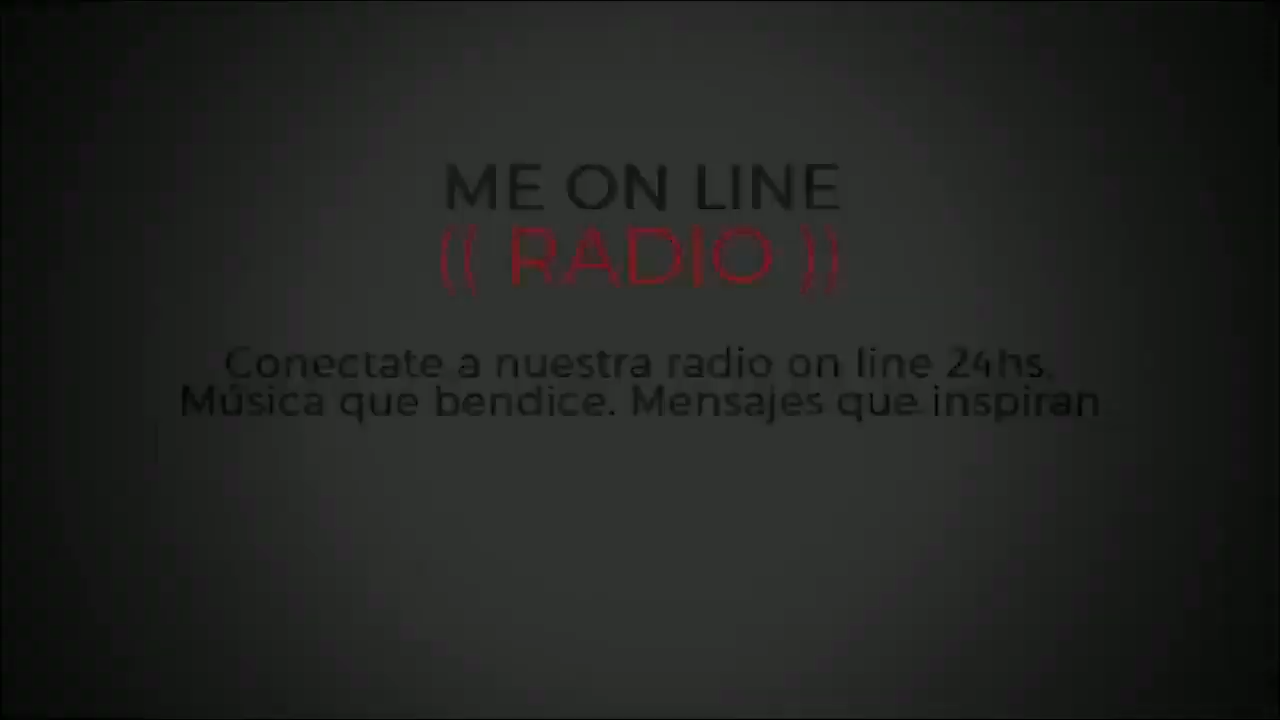 ME ON LINE
(( RADIO ))
Conectate a nuestra radio on line 24hs.
Música que bendice. Mensajes que inspiran